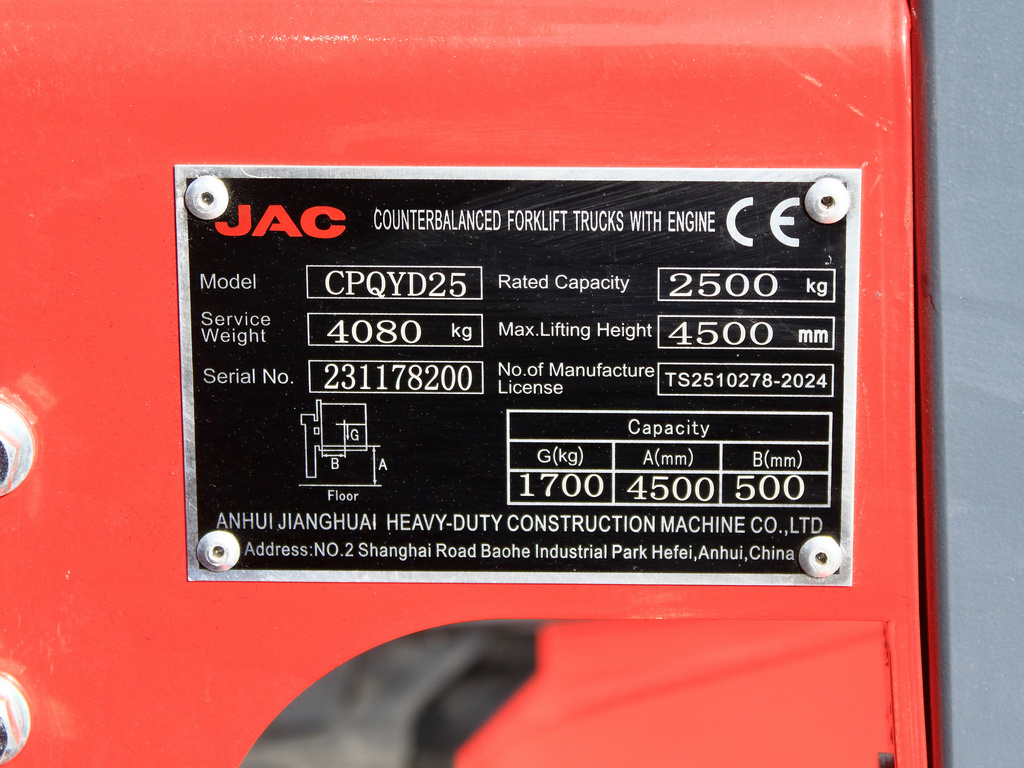 JAC COUNTERBALANCED FORKLIFT TRUCKS WITH ENGINE CE
Model CPQYD25 Rated Capacity 2500 kg
Service Weight 4080 kg Max.Lifting Height 4500 mm
Serial No. 231178200 No.of Manufacture License TS2510278-2024
G
B A
Floor
Capacity
G(kg) A(mm) B(mm)
1700 4500 500
ANHUI JIANGHUAI HEAVY-DUTY CONSTRUCTION MACHINE CO.,LTD
Address:NO.2 Shanghai Road Baohe Industrial Park Hefei,Anhui,China